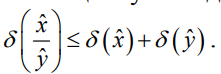 δ(x̂/ŷ) ≤ δ(x̂) + δ(ŷ).